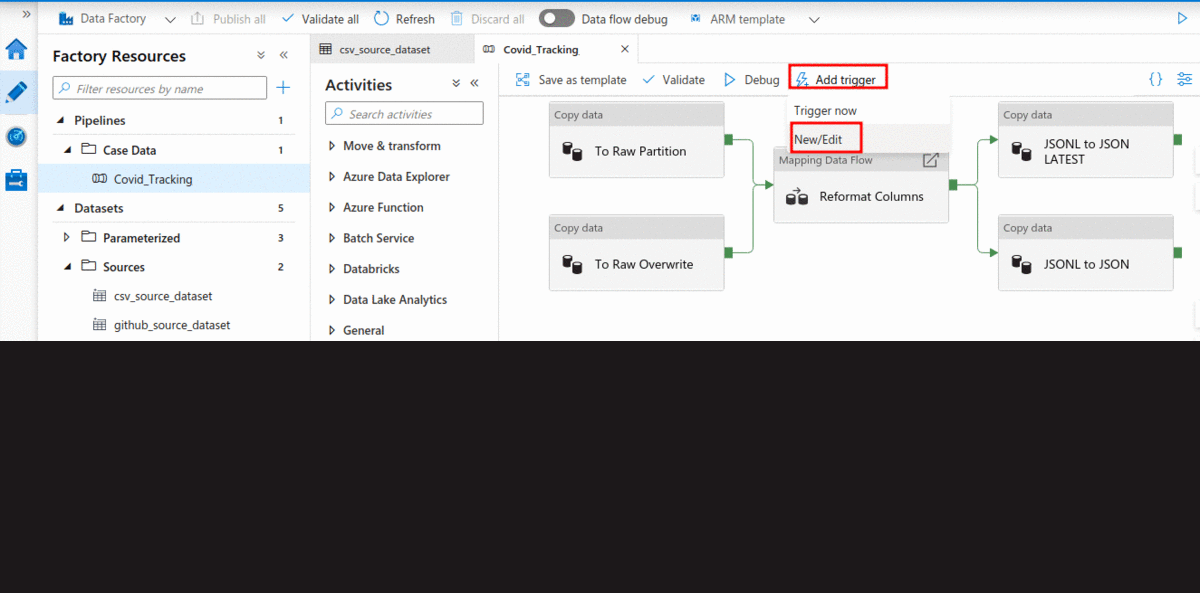 Data Factory
Publish all
Validate all
Refresh
Discard all
Data flow debug
ARM template
Factory Resources
Filter resources by name
Pipelines 1
Case Data 1
Covid_Tracking
Datasets 5
Parameterized 3
Sources 2
csv_source_dataset
github_source_dataset
csv_source_dataset
Covid_Tracking
Activities
Search activities
Move & transform
Azure Data Explorer
Azure Function
Batch Service
Databricks
Data Lake Analytics
General
Save as template
Validate
Debug
Add trigger
Trigger now
New/Edit
{}
Copy data
To Raw Partition
Copy data
To Raw Overwrite
Mapping Data Flow
Reformat Columns
Copy data
JSONL to JSON
LATEST
Copy data
JSONL to JSON